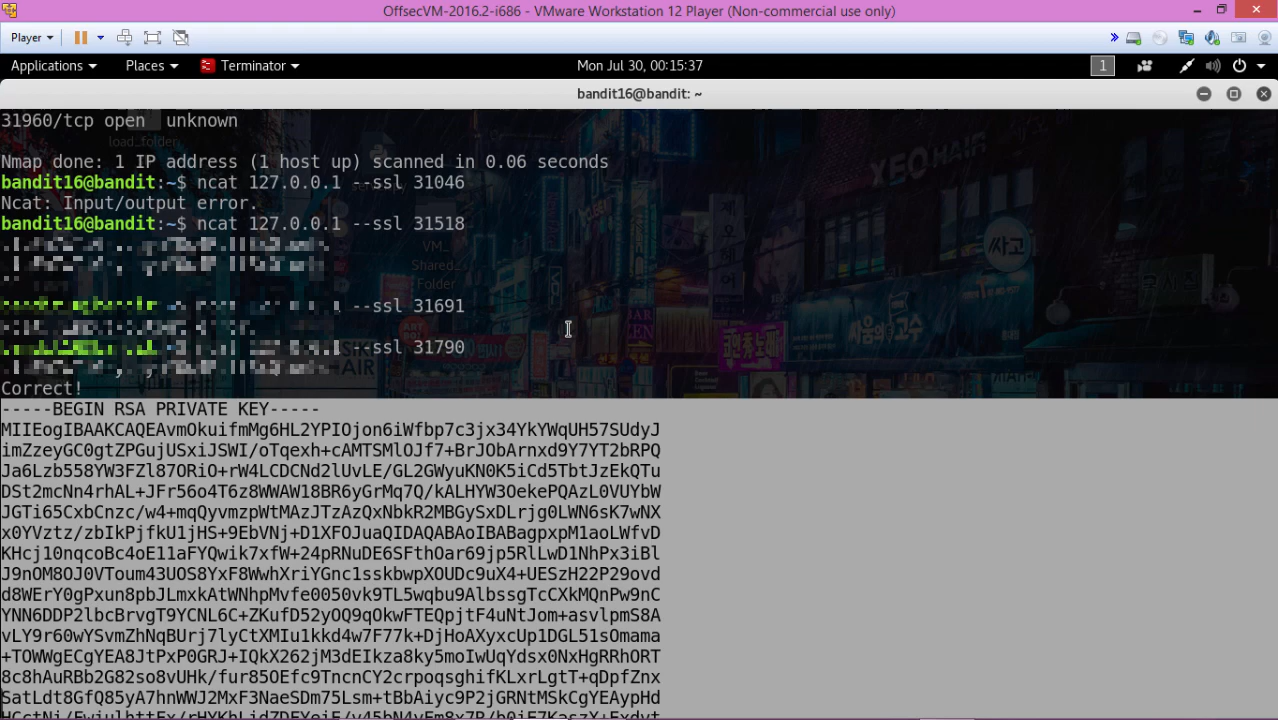 OffsecVM-2016.2-i686 - VMware Workstation 12 Player (Non-commercial use only)
Player
Applications Places Terminator Mon Jul 30, 00:15:37 1
bandit16@bandit: ~
31960/tcp open unknown
load_folder
Nmap done: 1 IP address (1 host up) scanned in 0.06 seconds
bandit16@bandit:~$ ncat 127.0.0.1 --ssl 31046
Ncat: Input/output error.
bandit16@bandit:~$ ncat 127.0.0.1 --ssl 31518
VM_
Shared_
Folder
--ssl 31691
--ssl 31790
Correct!
-----BEGIN RSA PRIVATE KEY-----
MIIEogIBAAKCAQEAvmOkuifmMg6HL2YPIOjon6iWfbp7c3jx34YkYWqUH57SUdyJ
imZzeyGC0gtZPGujUSxiJSWI/oTqexh+cAMTSMlOJf7+BrJObArnxd9Y7YT2bRPQ
Ja6Lzb558YW3FZl87ORiO+rW4LCDCNd2lUvLE/GL2GWyuKN0K5iCd5TbtJzEkQTu
DSt2mcNn4rhAL+JFr56o4T6z8WWAW18BR6yGrMq7Q/kALHYW3OekePQAzL0VUYbW
JGTi65CxbCnzc/w4+mqQyvmzpWtMAzJTzAzQxNbkR2MBGySxDLrjg0LWN6sK7wNX
x0YVztz/zbIkPjfkU1jHS+9EbVNj+D1XFOJuaQIDAQABAoIBABagpxpM1aoLWfvD
KHcj10nqcoBc4oE11aFYQwik7xfW+24pRNuDE6SFthOar69jp5RlLwD1NhPx3iBl
J9nOM8OJ0VToum43UOS8YxF8WwhXriYGnc1sskbwpXOUDc9uX4+UESzH22P29ovd
d8WErY0gPxun8pbJLmxkAtWNhpMvfe0050vk9TL5wqbu9AlbssgTcCXkMQnPw9nC
YNN6DDP2lbcBrvgT9YCNL6C+ZKufD52yOQ9qOkwFTEQpjtF4uNtJom+asvlpmS8A
vLY9r60wYSvmZhNqBUrj7lyCtXMIu1kkd4w7F77k+DjHoAXyxcUp1DGL51sOmama
+TOWWgECgYEA8JtPxP0GRJ+IQkX262jM3dEIkza8ky5moIwUqYdsx0NxHgRRhORT
8c8hAuRBb2G82so8vUHk/fur85OEfc9TncnCY2crpoqsghifKLxrLgtT+qDpfZnx
SatLdt8GfQ85yA7hnWWJ2MxF3NaeSDm75Lsm+tBbAiyc9P2jGRNtMSkCgYEAypHd